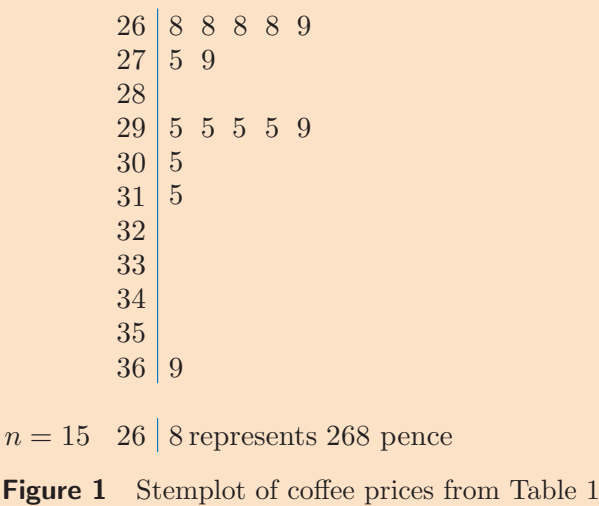 26 | 8 8 8 8 9
27 | 5 9
28 |
29 | 5 5 5 5 9
30 | 5
31 | 5
32 |
33 |
34 |
35 |
36 | 9
n = 15 26 | 8 represents 268 pence
Figure 1 Stemplot of coffee prices from Table 1